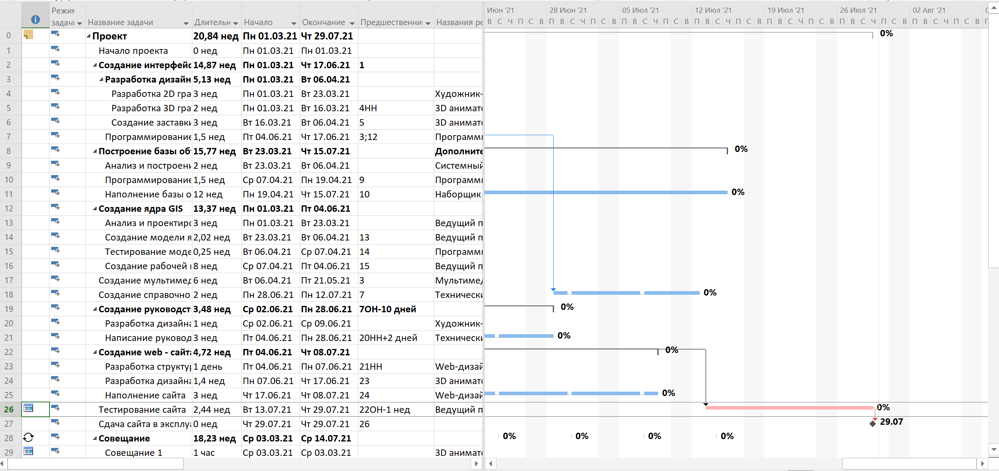 Режим задачи Название задачи Длительн Начало Окончание Предшественни Названия ре
Июн '21 28 Июн '21 05 Июл '21 12 Июл '21 19 Июл '21 26 Июл '21 02 Авг '21
В С Ч П С В П В С Ч П С В П В С Ч П С В П В С Ч П С В П В С Ч П С В П В С Ч П С В П В С Ч П С В П
0 Проект 20,84 нед Пн 01.03.21 Чт 29.07.21 0%
1 Начало проекта 0 нед Пн 01.03.21 Пн 01.03.21
2 Создание интерфейс 14,87 нед Пн 01.03.21 Чт 17.06.21 1
3 Разработка дизайн 5,13 нед Пн 01.03.21 Вт 06.04.21
4 Разработка 2D гра 3 нед Пн 01.03.21 Вт 23.03.21 Художник-
5 Разработка 3D гра 2 нед Пн 01.03.21 Вт 16.03.21 4НН 3D анимато
6 Создание заставки 3 нед Вт 16.03.21 Вт 06.04.21 5 3D анимато
7 Программирование 1,5 нед Пт 04.06.21 Чт 17.06.21 3;12 Программи
8 Построение базы об 15,77 нед Вт 23.03.21 Чт 15.07.21 Дополните 0%
9 Анализ и построени 2 нед Вт 23.03.21 Вт 06.04.21 Системный
10 Программирование 1,5 нед Ср 07.04.21 Пн 19.04.21 9 Программи
11 Наполнение базы о 12 нед Пн 19.04.21 Чт 15.07.21 10 Наборщик 0%
12 Создание ядра GIS 13,37 нед Пн 01.03.21 Пт 04.06.21
13 Анализ и проектиро 3 нед Пн 01.03.21 Вт 23.03.21 Ведущий п
14 Создание модели я 2,02 нед Вт 23.03.21 Вт 06.04.21 13 Ведущий п
15 Тестирование моде 0,25 нед Вт 06.04.21 Ср 07.04.21 14 Программи
16 Создание рабочей 8 нед Ср 07.04.21 Пт 04.06.21 15 Ведущий п
17 Создание мультимед 6 нед Вт 06.04.21 Пт 21.05.21 3 Мультимед
18 Создание справочно 2 нед Пн 28.06.21 Пн 12.07.21 7 Технически 0%
19 Создание руководст 3,48 нед Ср 02.06.21 Пн 28.06.21 7ОН-10 дней 0%
20 Разработка дизайна 1 нед Ср 02.06.21 Ср 09.06.21 Художник-
21 Написание руковод 3 нед Пт 04.06.21 Пн 28.06.21 20НН+2 дней Технически 0%
22 Создание web - сайта 4,72 нед Пт 04.06.21 Чт 08.07.21 0%
23 Разработка структур 1 день Пт 04.06.21 Пн 07.06.21 21НН Web-дизай
24 Разработка дизайна 1,4 нед Пн 07.06.21 Чт 17.06.21 23 3D анимато
25 Наполнение сайта 3 нед Чт 17.06.21 Чт 08.07.21 24 Web-дизай 0%
26 Тестирование сайта 2,44 нед Вт 13.07.21 Чт 29.07.21 22ОН-1 нед Ведущий п 0%
27 Сдача сайта в эксплуа 0 нед Чт 29.07.21 Чт 29.07.21 26 29.07
28 Совещание 18,23 нед Ср 03.03.21 Ср 14.07.21 0% 0% 0% 0%
29 Совещание 1 1 час Ср 03.03.21 Ср 03.03.21 3D анимато